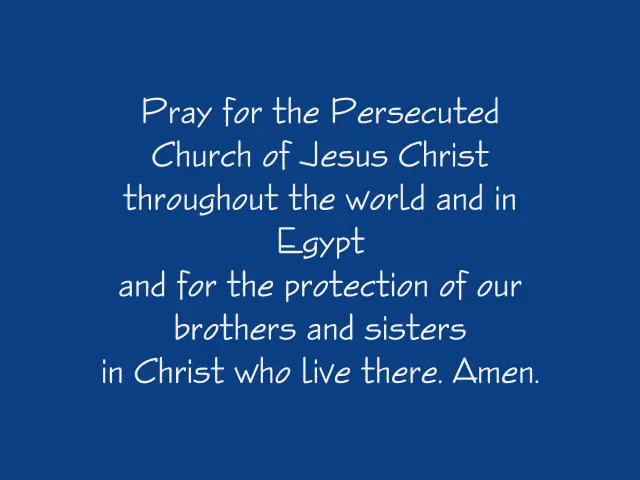 Pray for the Persecuted
Church of Jesus Christ
throughout the world and in
Egypt
and for the protection of our
brothers and sisters
in Christ who live there. Amen.